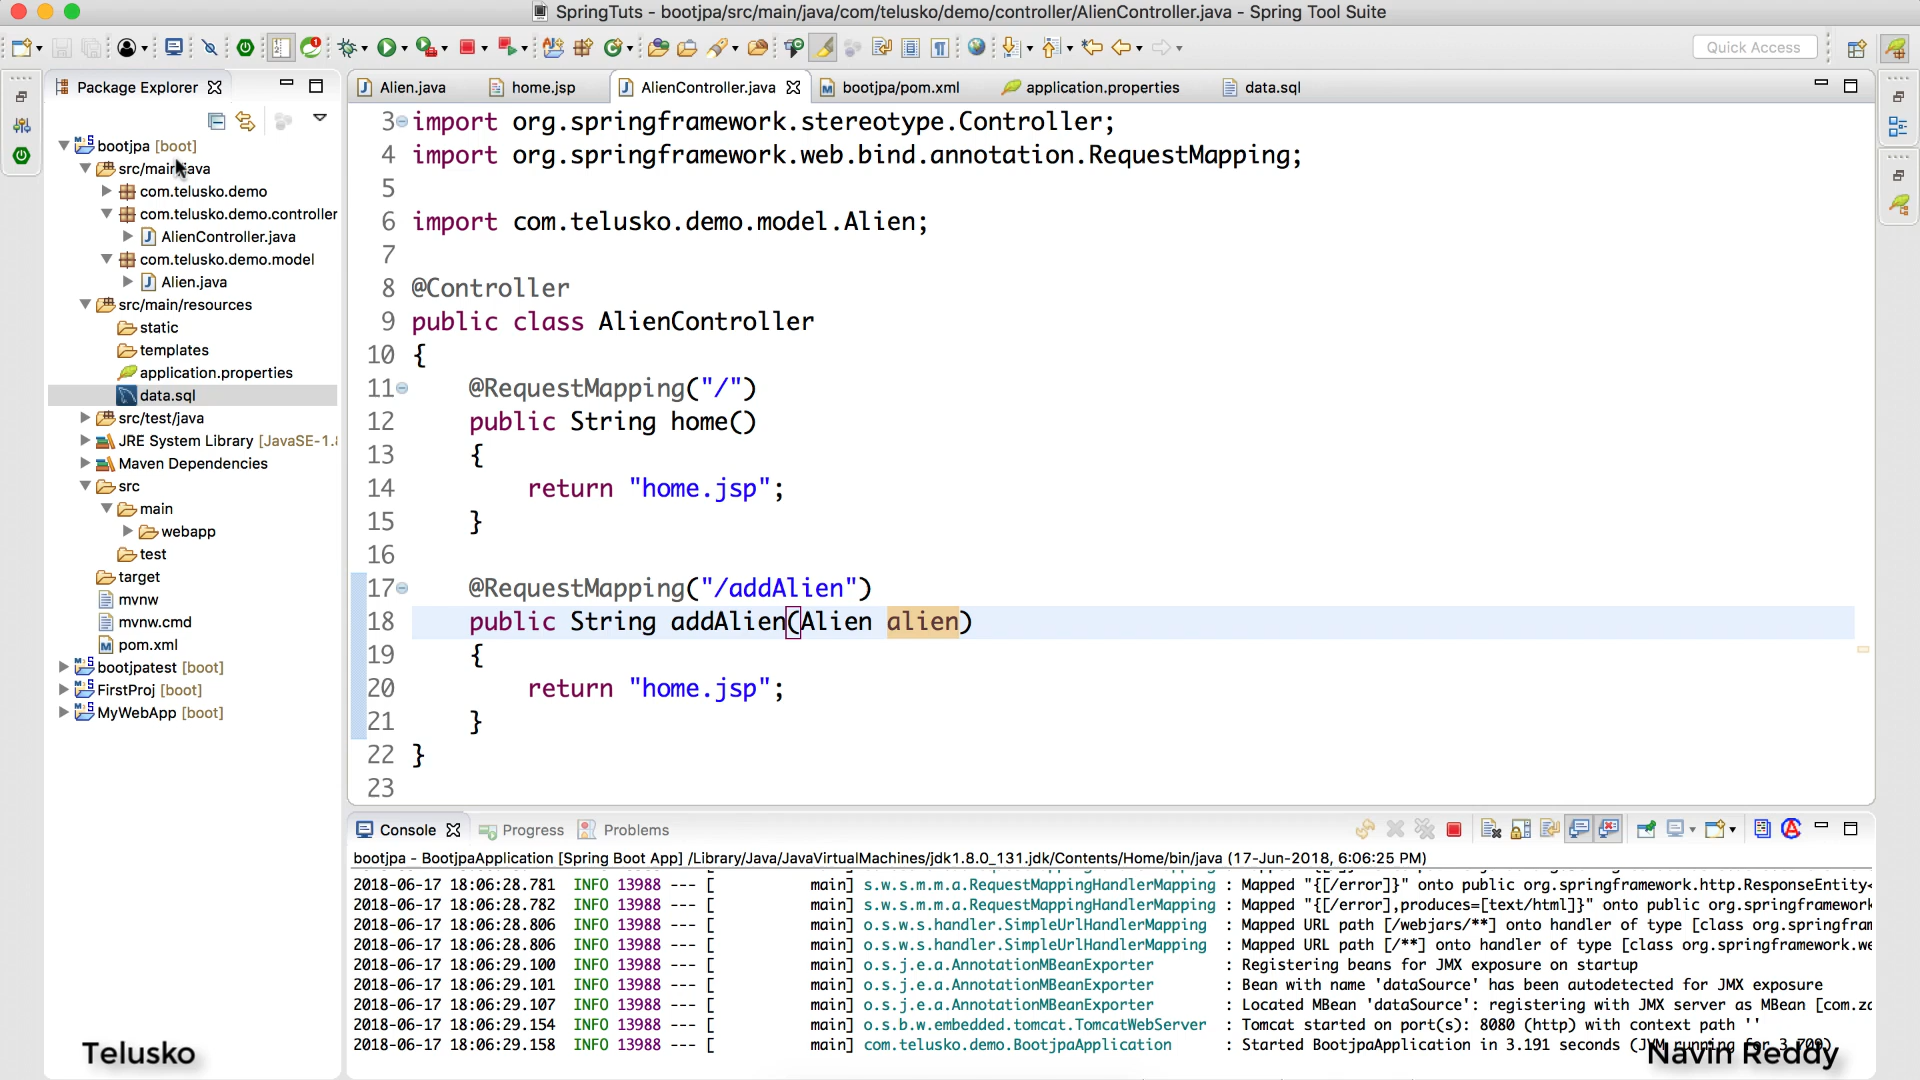 SpringTuts - bootjpa/src/main/java/com/telusko/demo/controller/AlienController.java - Spring Tool Suite
Quick Access
Package Explorer
bootjpa [boot]
src/main/java
com.telusko.demo
com.telusko.demo.controller
AlienController.java
com.telusko.demo.model
Alien.java
src/main/resources
static
templates
application.properties
data.sql
src/test/java
JRE System Library [JavaSE-1.8
Maven Dependencies
src
main
webapp
test
target
mvnw
mvnw.cmd
pom.xml
bootjpatest [boot]
FirstProj [boot]
MyWebApp [boot]
Alien.java home.jsp AlienController.java bootjpa/pom.xml application.properties data.sql
3 import org.springframework.stereotype.Controller;
4 import org.springframework.web.bind.annotation.RequestMapping;
5
6 import com.telusko.demo.model.Alien;
7
8 @Controller
9 public class AlienController
10 {
11 @RequestMapping("/")
12 public String home()
13 {
14 return "home.jsp";
15 }
16
17 @RequestMapping("/addAlien")
18 public String addAlien(Alien alien)
19 {
20 return "home.jsp";
21 }
22 }
23
Console Progress Problems
bootjpa - BootjpaApplication [Spring Boot App] /Library/Java/JavaVirtualMachines/jdk1.8.0_131.jdk/Contents/Home/bin/java (17-Jun-2018, 6:06:25 PM)
2018-06-17 18:06:28.781 INFO 13988 --- [ main] s.w.s.m.m.a.RequestMappingHandlerMapping : Mapped "{[/error]}" onto public org.springframework.http.ResponseEntity<
2018-06-17 18:06:28.782 INFO 13988 --- [ main] s.w.s.m.m.a.RequestMappingHandlerMapping : Mapped "{[/error],produces=[text/html]}" onto public org.springframework
2018-06-17 18:06:28.806 INFO 13988 --- [ main] o.s.w.s.handler.SimpleUrlHandlerMapping : Mapped URL path [/webjars/**] onto handler of type [class org.springfram
2018-06-17 18:06:28.806 INFO 13988 --- [ main] o.s.w.s.handler.SimpleUrlHandlerMapping : Mapped URL path [/**] onto handler of type [class org.springframework.we
2018-06-17 18:06:29.100 INFO 13988 --- [ main] o.s.j.e.a.AnnotationMBeanExporter : Registering beans for JMX exposure on startup
2018-06-17 18:06:29.101 INFO 13988 --- [ main] o.s.j.e.a.AnnotationMBeanExporter : Bean with name 'dataSource' has been autodetected for JMX exposure
2018-06-17 18:06:29.107 INFO 13988 --- [ main] o.s.j.e.a.AnnotationMBeanExporter : Located MBean 'dataSource': registering with JMX server as MBean [com.za
2018-06-17 18:06:29.154 INFO 13988 --- [ main] o.s.b.w.embedded.tomcat.TomcatWebServer : Tomcat started on port(s): 8080 (http) with context path ''
2018-06-17 18:06:29.158 INFO 13988 --- [ main] com.telusko.demo.BootjpaApplication : Started BootjpaApplication in 3.191 seconds (JVM running for 3.709)
Telusko
Navin Reddy